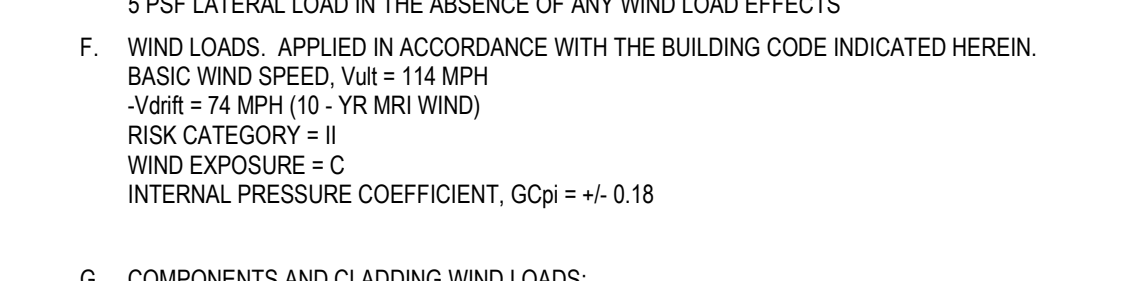 5 PSF LATERAL LOAD IN THE ABSENCE OF ANY WIND LOAD EFFECTS
F. WIND LOADS. APPLIED IN ACCORDANCE WITH THE BUILDING CODE INDICATED HEREIN.
BASIC WIND SPEED, Vult = 114 MPH
-Vdrift = 74 MPH (10 - YR MRI WIND)
RISK CATEGORY = II
WIND EXPOSURE = C
INTERNAL PRESSURE COEFFICIENT, GCpi = +/- 0.18
G. COMPONENTS AND CLADDING WIND LOADS: